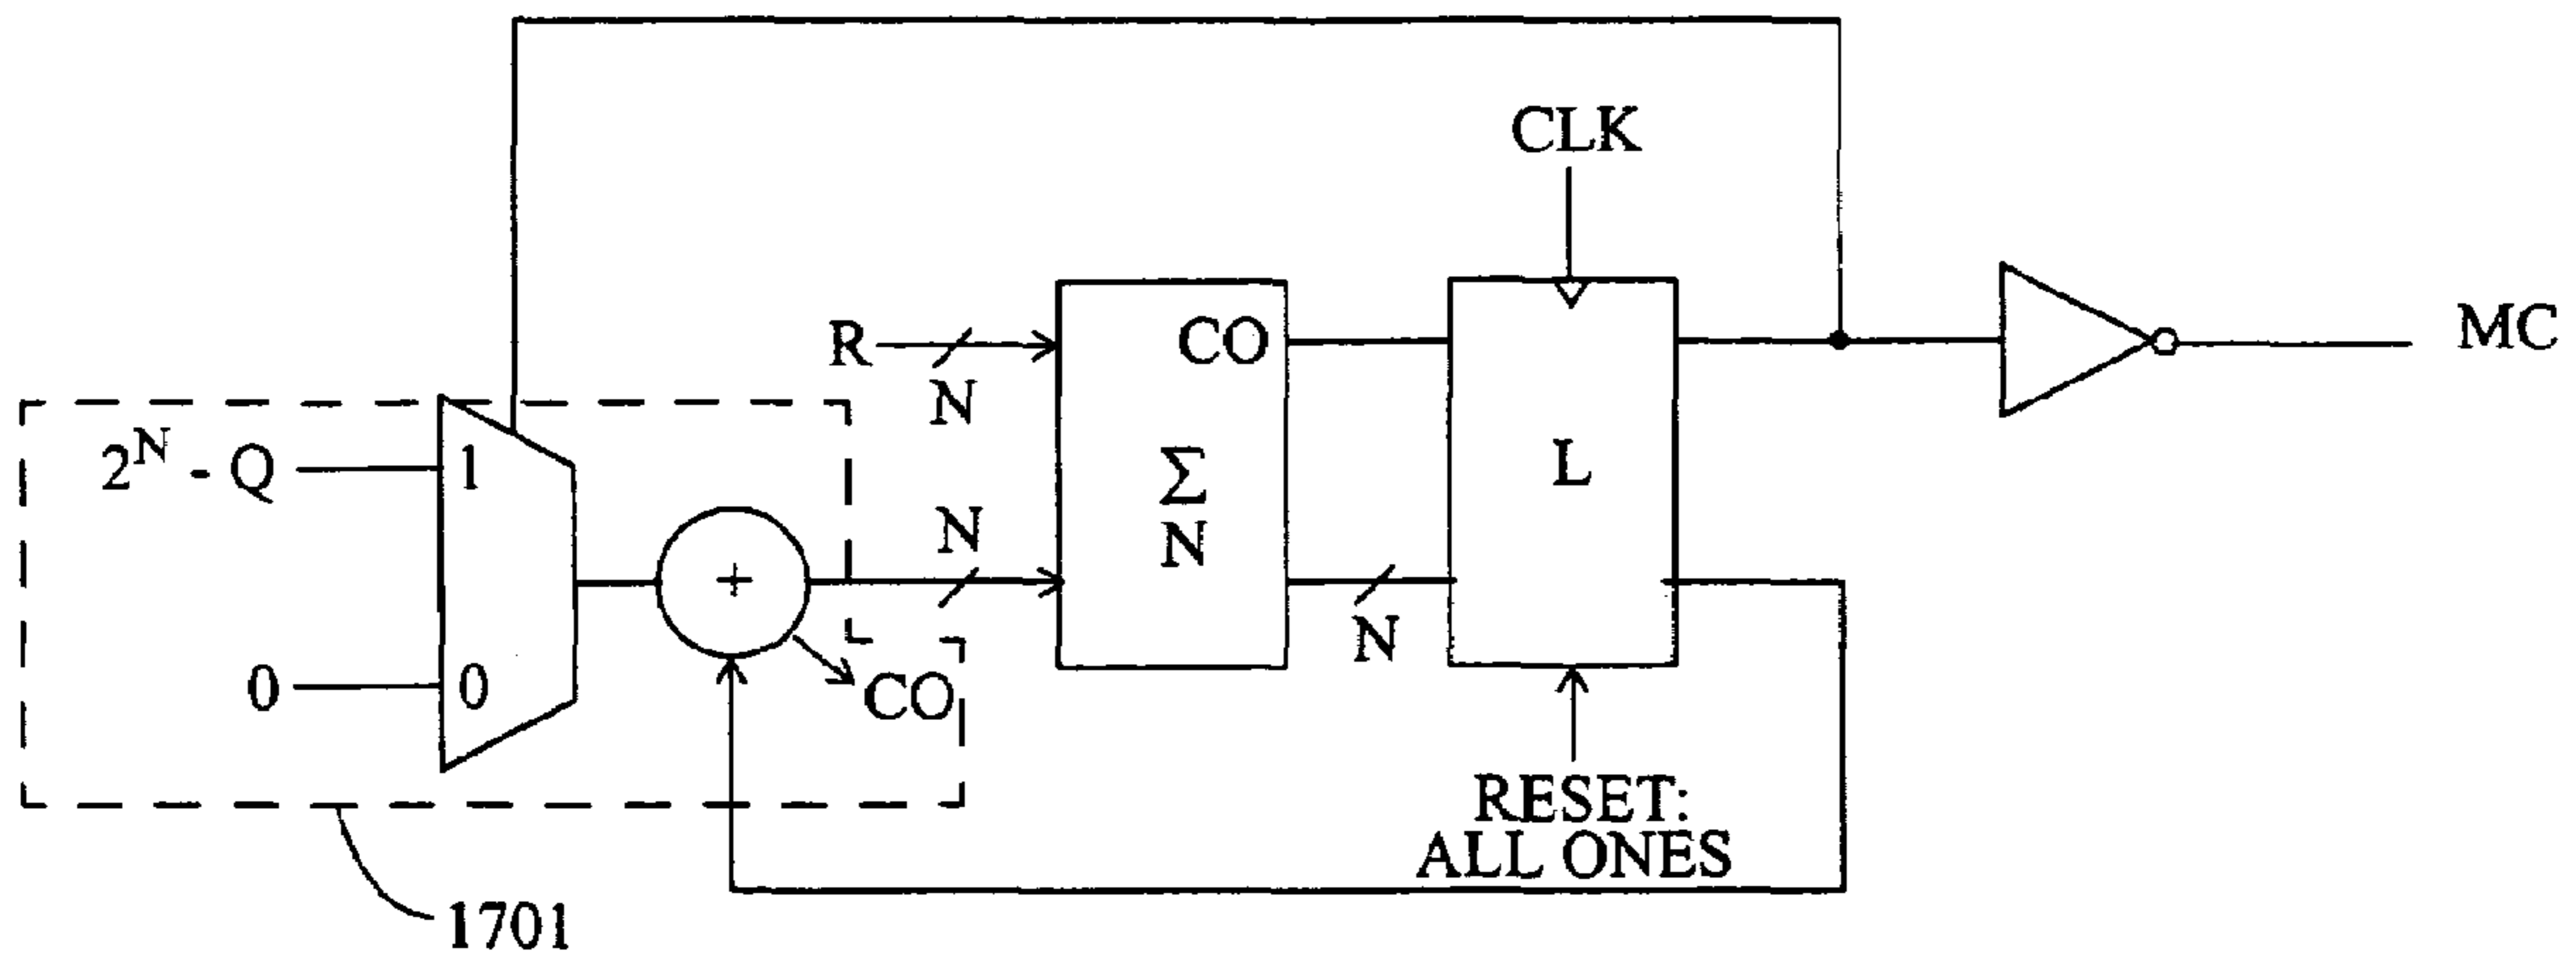 CLK
R
N
CO
MC
2^N - Q
1
Σ
N
L
N
+
N
0
0
CO
RESET:
ALL ONES
1701